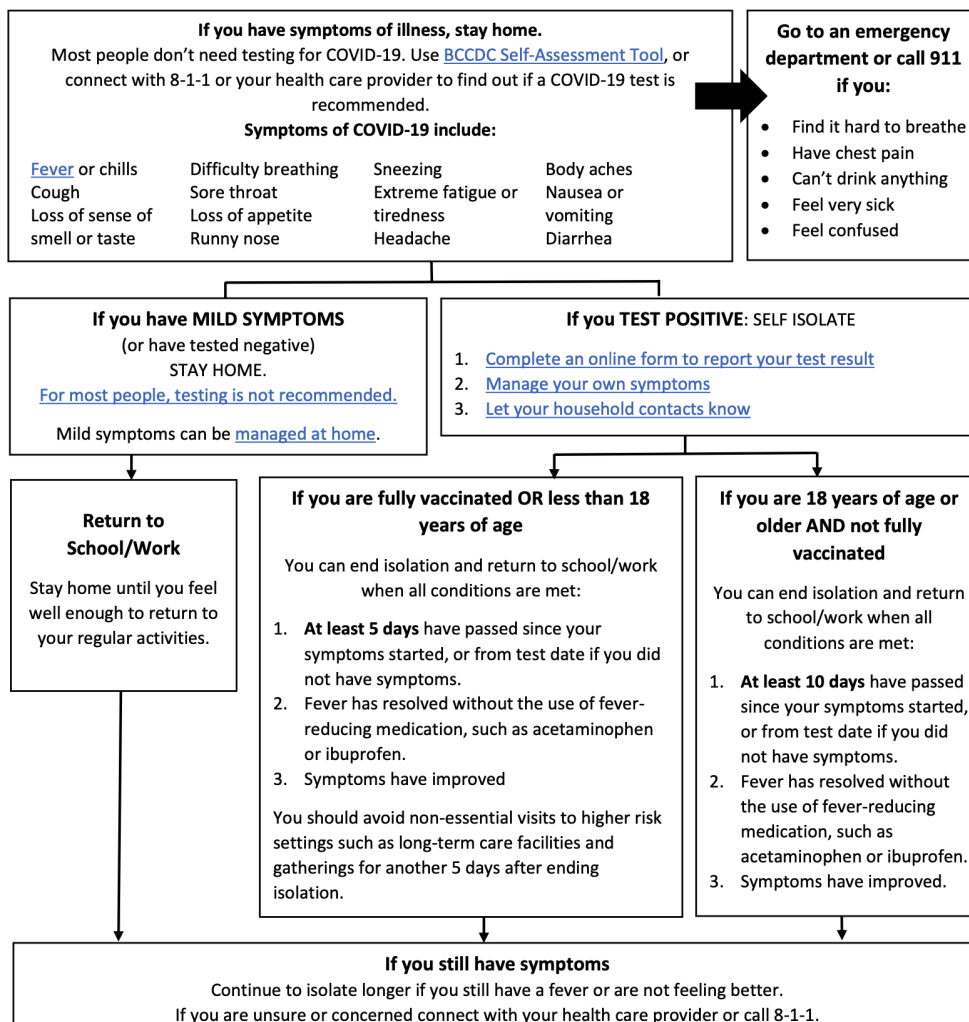 If you have symptoms of illness, stay home.
Most people don't need testing for COVID-19. Use BCCDC Self-Assessment Tool, or
connect with 8-1-1 or your health care provider to find out if a COVID-19 test is
recommended.
Symptoms of COVID-19 include:
Fever or chills
Cough
Loss of sense of
smell or taste
Difficulty breathing
Sore throat
Loss of appetite
Runny nose
Sneezing
Extreme fatigue or
tiredness
Headache
Body aches
Nausea or
vomiting
Diarrhea
Go to an emergency
department or call 911
if you:
• Find it hard to breathe
• Have chest pain
• Can't drink anything
• Feel very sick
• Feel confused
If you have MILD SYMPTOMS
(or have tested negative)
STAY HOME.
For most people, testing is not recommended.
Mild symptoms can be managed at home.
If you TEST POSITIVE: SELF ISOLATE
1. Complete an online form to report your test result
2. Manage your own symptoms
3. Let your household contacts know
Return to
School/Work
Stay home until you feel
well enough to return to
your regular activities.
If you are fully vaccinated OR less than 18
years of age
You can end isolation and return to school/work
when all conditions are met:
1. At least 5 days have passed since your
symptoms started, or from test date if you did
not have symptoms.
2. Fever has resolved without the use of fever-
reducing medication, such as acetaminophen
or ibuprofen.
3. Symptoms have improved
You should avoid non-essential visits to higher risk
settings such as long-term care facilities and
gatherings for another 5 days after ending
isolation.
If you are 18 years of age or
older AND not fully
vaccinated
You can end isolation and return
to school/work when all
conditions are met:
1. At least 10 days have passed
since your symptoms started,
or from test date if you did
not have symptoms.
2. Fever has resolved without
the use of fever-reducing
medication, such as
acetaminophen or ibuprofen.
3. Symptoms have improved.
If you still have symptoms
Continue to isolate longer if you still have a fever or are not feeling better.
If you are unsure or concerned connect with your health care provider or call 8-1-1.